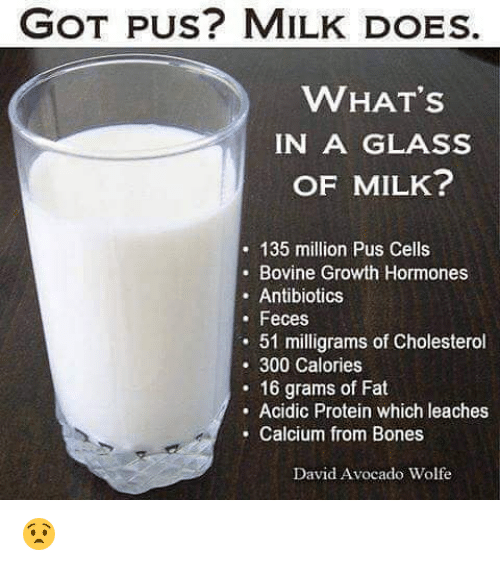 GOT PUS? MILK DOES.
WHAT'S
IN A GLASS
OF MILK?
• 135 million Pus Cells
• Bovine Growth Hormones
• Antibiotics
• Feces
• 51 milligrams of Cholesterol
• 300 Calories
• 16 grams of Fat
• Acidic Protein which leaches
• Calcium from Bones
David Avocado Wolfe